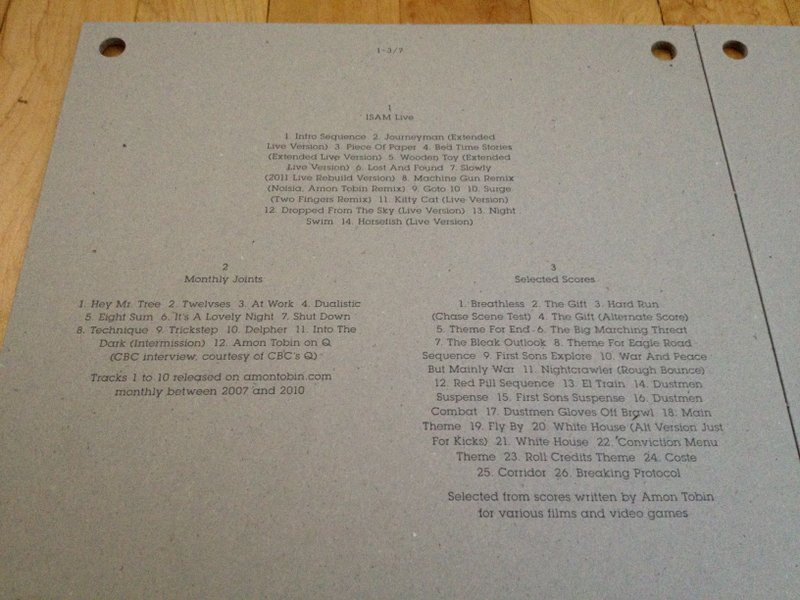 1-3/7
1
ISAM Live
1. Intro Sequence 2. Journeyman (Extended
Live Version) 3. Piece Of Paper 4. Bed Time Stories
(Extended Live Version) 5. Wooden Toy (Extended
Live Version) 6. Lost And Found 7. Slowly
(2011 Live Rebuild Version) 8. Machine Gun Remix
(Noisia, Amon Tobin Remix) 9. Goto 10 10. Surge
(Two Fingers Remix) 11. Kitty Cat (Live Version)
12. Dropped From The Sky (Live Version) 13. Night
Swim 14. Horsefish (Live Version)
2
Monthly Joints
1. Hey Mr. Tree 2. Twelvses 3. At Work 4. Dualistic
5. Eight Sum 6. It's A Lovely Night 7. Shut Down
8. Technique 9. Trickstep 10. Delpher 11. Into The
Dark (Intermission) 12. Amon Tobin on Q
(CBC interview, courtesy of CBC's Q)
Tracks 1 to 10 released on amontobin.com
monthly between 2007 and 2010
3
Selected Scores
1. Breathless 2. The Gift 3. Hard Run
(Chase Scene Test) 4. The Gift (Alternate Score)
5. Theme For End 6. The Big Marching Threat
7. The Bleak Outlook 8. Theme For Eagle Road
Sequence 9. First Sons Explore 10. War And Peace
But Mainly War 11. Nightcrawler (Rough Bounce)
12. Red Pill Sequence 13. El Train 14. Dustmen
Suspense 15. First Sons Suspense 16. Dustmen
Combat 17. Dustmen Gloves Off Brawl 18. Main
Theme 19. Fly By 20. White House (Alt Version Just
For Kicks) 21. White House 22. Conviction Menu
Theme 23. Roll Credits Theme 24. Coste
25. Corridor 26. Breaking Protocol
Selected from scores written by Amon Tobin
for various films and video games